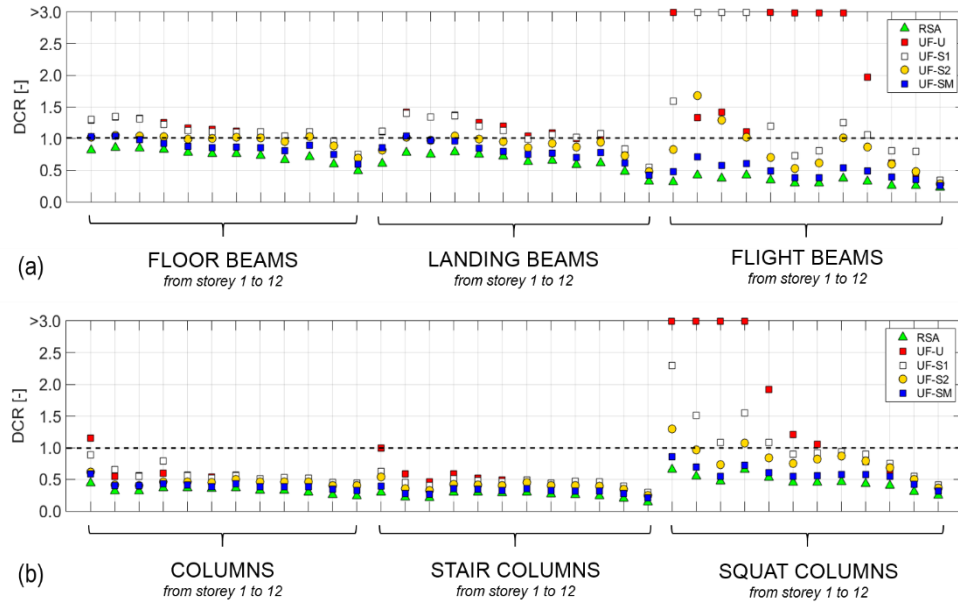 >3.0
2.5
2.0
1.5
1.0
0.5
0.0
DCR [-]
RSA
UF-U
UF-S1
UF-S2
UF-SM
(a)
FLOOR BEAMS
from storey 1 to 12
LANDING BEAMS
from storey 1 to 12
FLIGHT BEAMS
from storey 1 to 12
>3.0
2.5
2.0
1.5
1.0
0.5
0.0
DCR [-]
RSA
UF-U
UF-S1
UF-S2
UF-SM
(b)
COLUMNS
from storey 1 to 12
STAIR COLUMNS
from storey 1 to 12
SQUAT COLUMNS
from storey 1 to 12